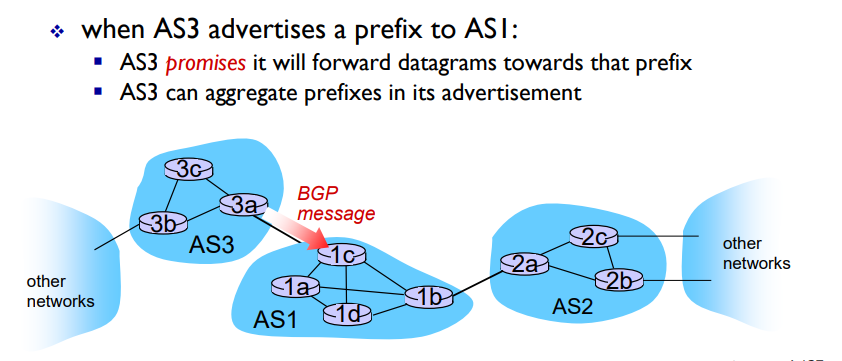 ❖ when AS3 advertises a prefix to AS1:
▪ AS3 promises it will forward datagrams towards that prefix
▪ AS3 can aggregate prefixes in its advertisement
3c
BGP
message
3a
3b
AS3
2c
other
networks
1c
2a
other
networks
1a
2b
1b
AS2
1d
AS1